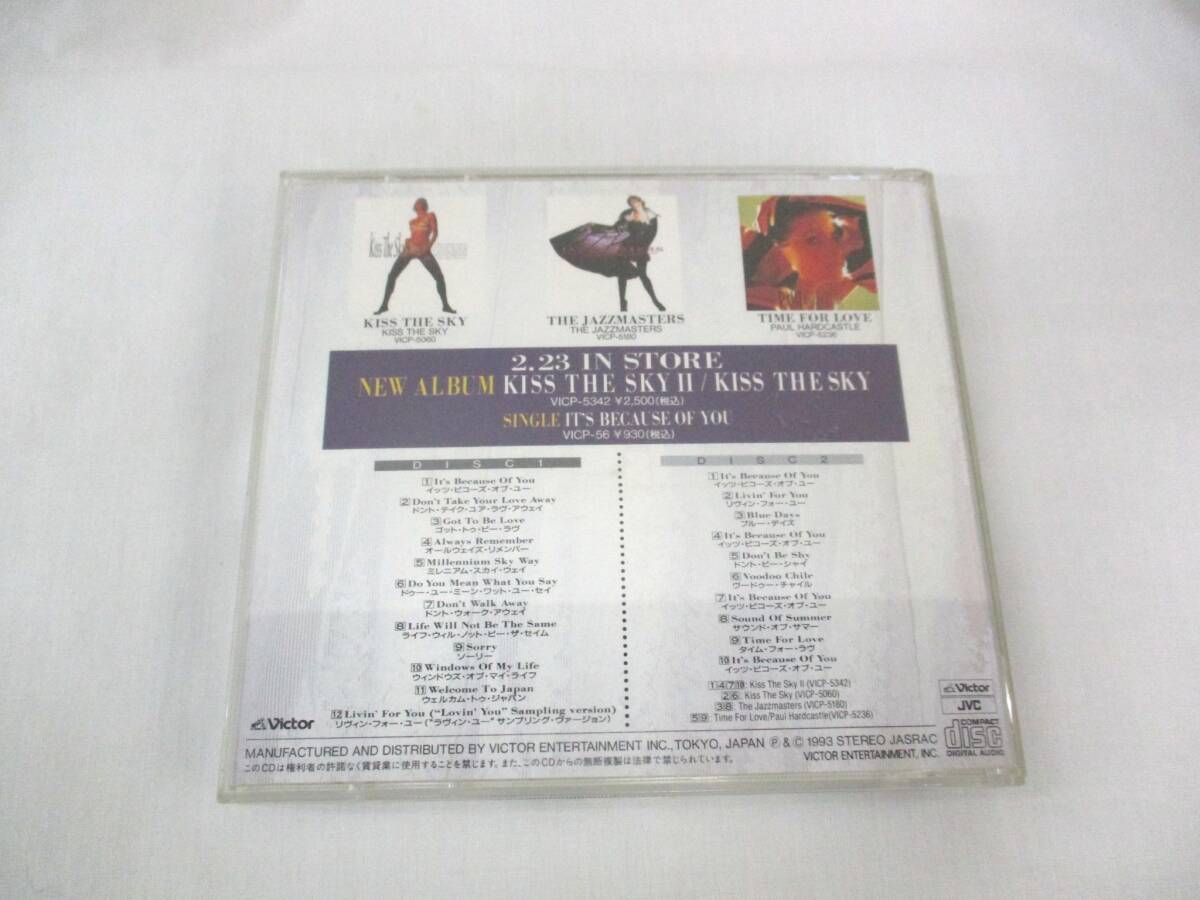 Kiss The Sky
KISS THE SKY
KISS THE SKY
VICP-5060
THE JAZZMASTERS
THE JAZZMASTERS
VICP-5180
TIME FOR LOVE
PAUL HARDCASTLE
VICP-5236
2.23 IN STORE
NEW ALBUM KISS THE SKY II / KISS THE SKY
VICP-5342 ¥2,500(税込)
SINGLE IT'S BECAUSE OF YOU
VICP-56 ¥930(税込)
DISC 1
1 It's Because Of You
イッツ・ビコーズ・オブ・ユー
2 Don't Take Your Love Away
ドント・テイク・ユア・ラヴ・アウェイ
3 Got To Be Love
ゴット・トゥ・ビー・ラヴ
4 Always Remember
オールウェイズ・リメンバー
5 Millennium Sky Way
ミレニアム・スカイ・ウェイ
6 Do You Mean What You Say
ドゥー・ユー・ミーン・ワット・ユー・セイ
7 Don't Walk Away
ドント・ウォーク・アウェイ
8 Life Will Not Be The Same
ライフ・ウィル・ノット・ビー・ザ・セイム
9 Sorry
ソーリー
10 Windows Of My Life
ウィンドウズ・オブ・マイ・ライフ
11 Welcome To Japan
ウェルカム・トゥ・ジャパン
12 Livin' For You ("Lovin' You" Sampling version)
リヴィン・フォー・ユー("ラヴィン・ユー" サンプリング・ヴァージョン)
DISC 2
1 It's Because Of You
イッツ・ビコーズ・オブ・ユー
2 Livin' For You
リヴィン・フォー・ユー
3 Blue Days
ブルー・デイズ
4 It's Because Of You
イッツ・ビコーズ・オブ・ユー
5 Don't Be Shy
ドント・ビー・シャイ
6 Voodoo Chile
ヴードゥー・チャイル
7 It's Because Of You
イッツ・ビコーズ・オブ・ユー
8 Sound Of Summer
サウンド・オブ・サマー
9 Time For Love
タイム・フォー・ラヴ
10 It's Because Of You
イッツ・ビコーズ・オブ・ユー
1 4 7 10: Kiss The Sky II (VICP-5342)
2 6: Kiss The Sky (VICP-5060)
3 8: The Jazzmasters (VICP-5180)
5 9: Time For Love/Paul Hardcastle(VICP-5236)
Victor
Victor
JVC
COMPACT
disc
DIGITAL AUDIO
MANUFACTURED AND DISTRIBUTED BY VICTOR ENTERTAINMENT INC., TOKYO, JAPAN Ⓟ & © 1993 STEREO JASRAC
VICTOR ENTERTAINMENT, INC.
このCDは権利者の許諾なく賃貸業に使用することを禁じます。また、このCDからの無断複製は法律で禁じられています。